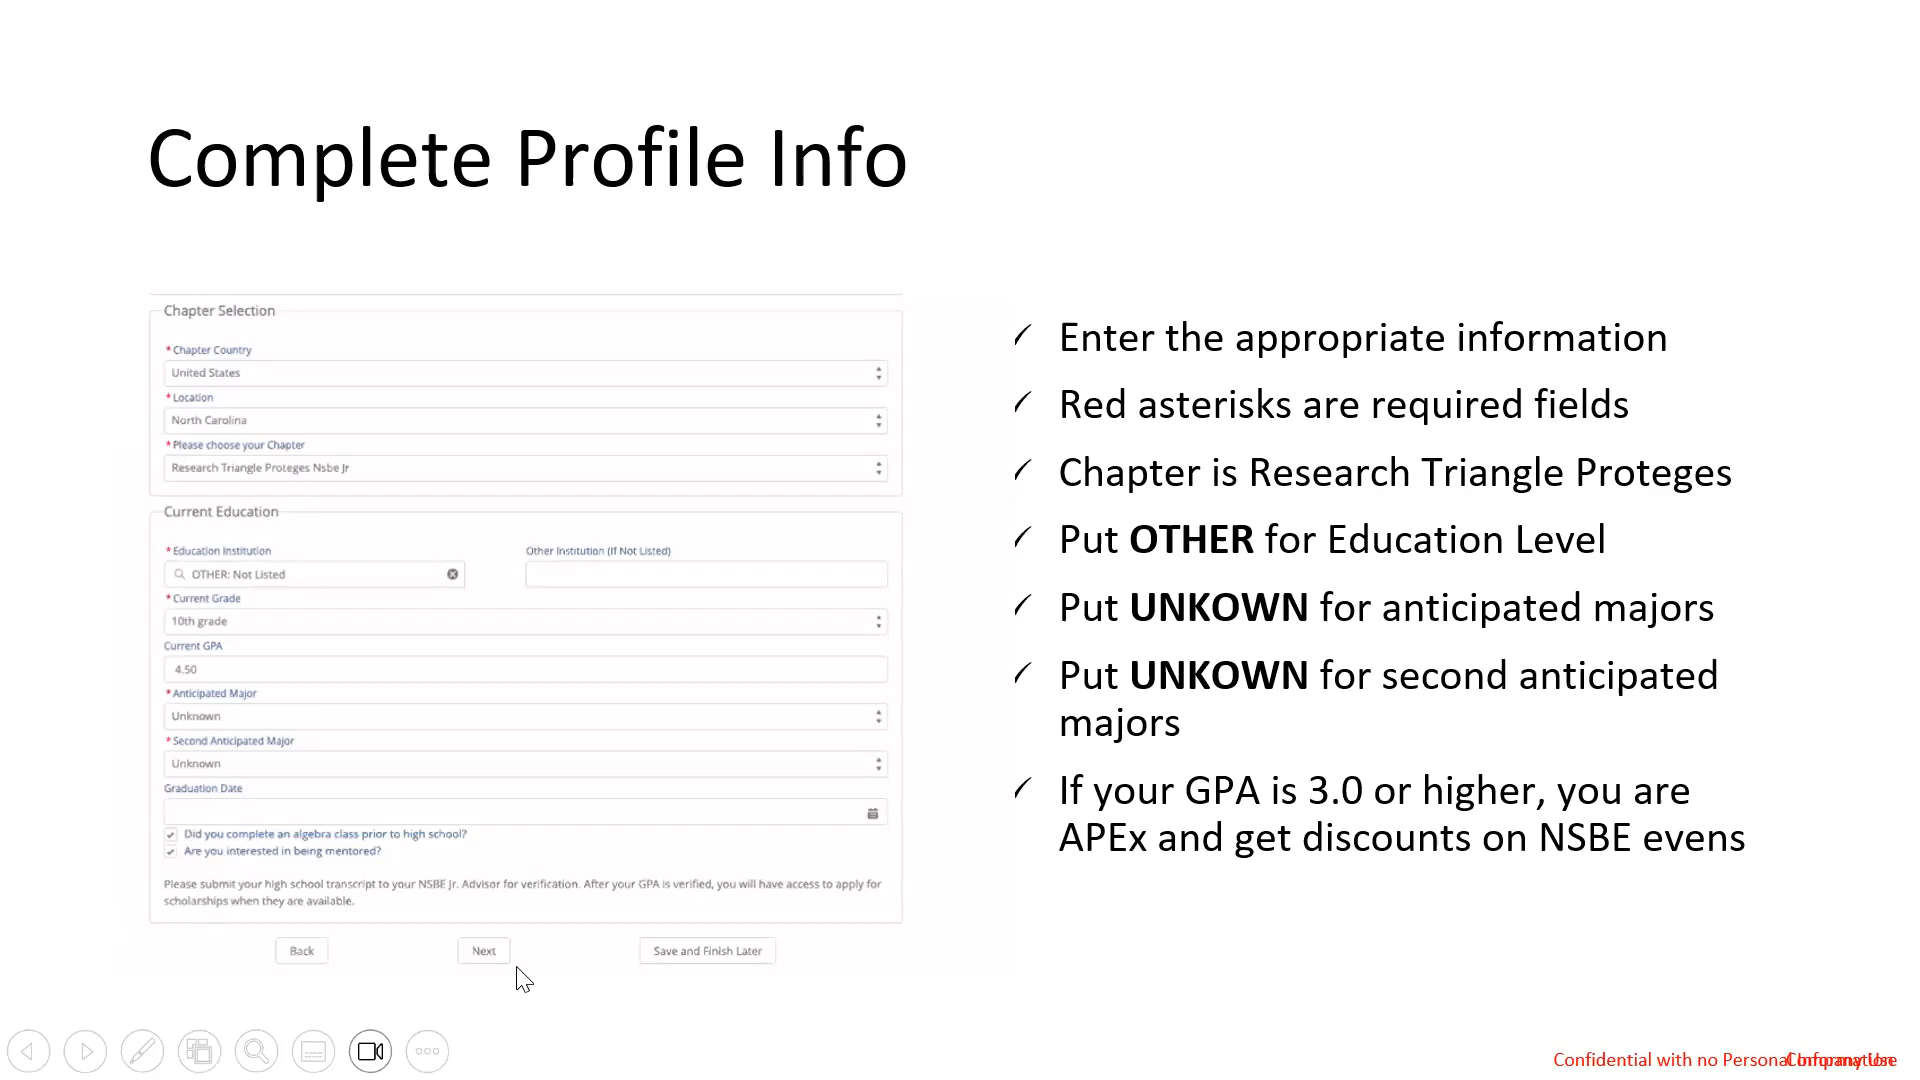 Complete Profile Info
Chapter Selection
*Chapter Country
United States
*Location
North Carolina
*Please choose your Chapter
Research Triangle Proteges Nsbe Jr
Current Education
*Education Institution
Other Institution (If Not Listed)
OTHER: Not Listed
*Current Grade
10th grade
Current GPA
4.50
*Anticipated Major
Unknown
*Second Anticipated Major
Unknown
Graduation Date
Did you complete an algebra class prior to high school?
Are you interested in being mentored?
Please submit your high school transcript to your NSBE Jr. Advisor for verification. After your GPA is verified, you will have access to apply for
scholarships when they are available.
Back
Next
Save and Finish Later
✓ Enter the appropriate information
✓ Red asterisks are required fields
✓ Chapter is Research Triangle Proteges
✓ Put OTHER for Education Level
✓ Put UNKOWN for anticipated majors
✓ Put UNKOWN for second anticipated
majors
✓ If your GPA is 3.0 or higher, you are
APEx and get discounts on NSBE evens
Confidential with no Personal Information
Company Use